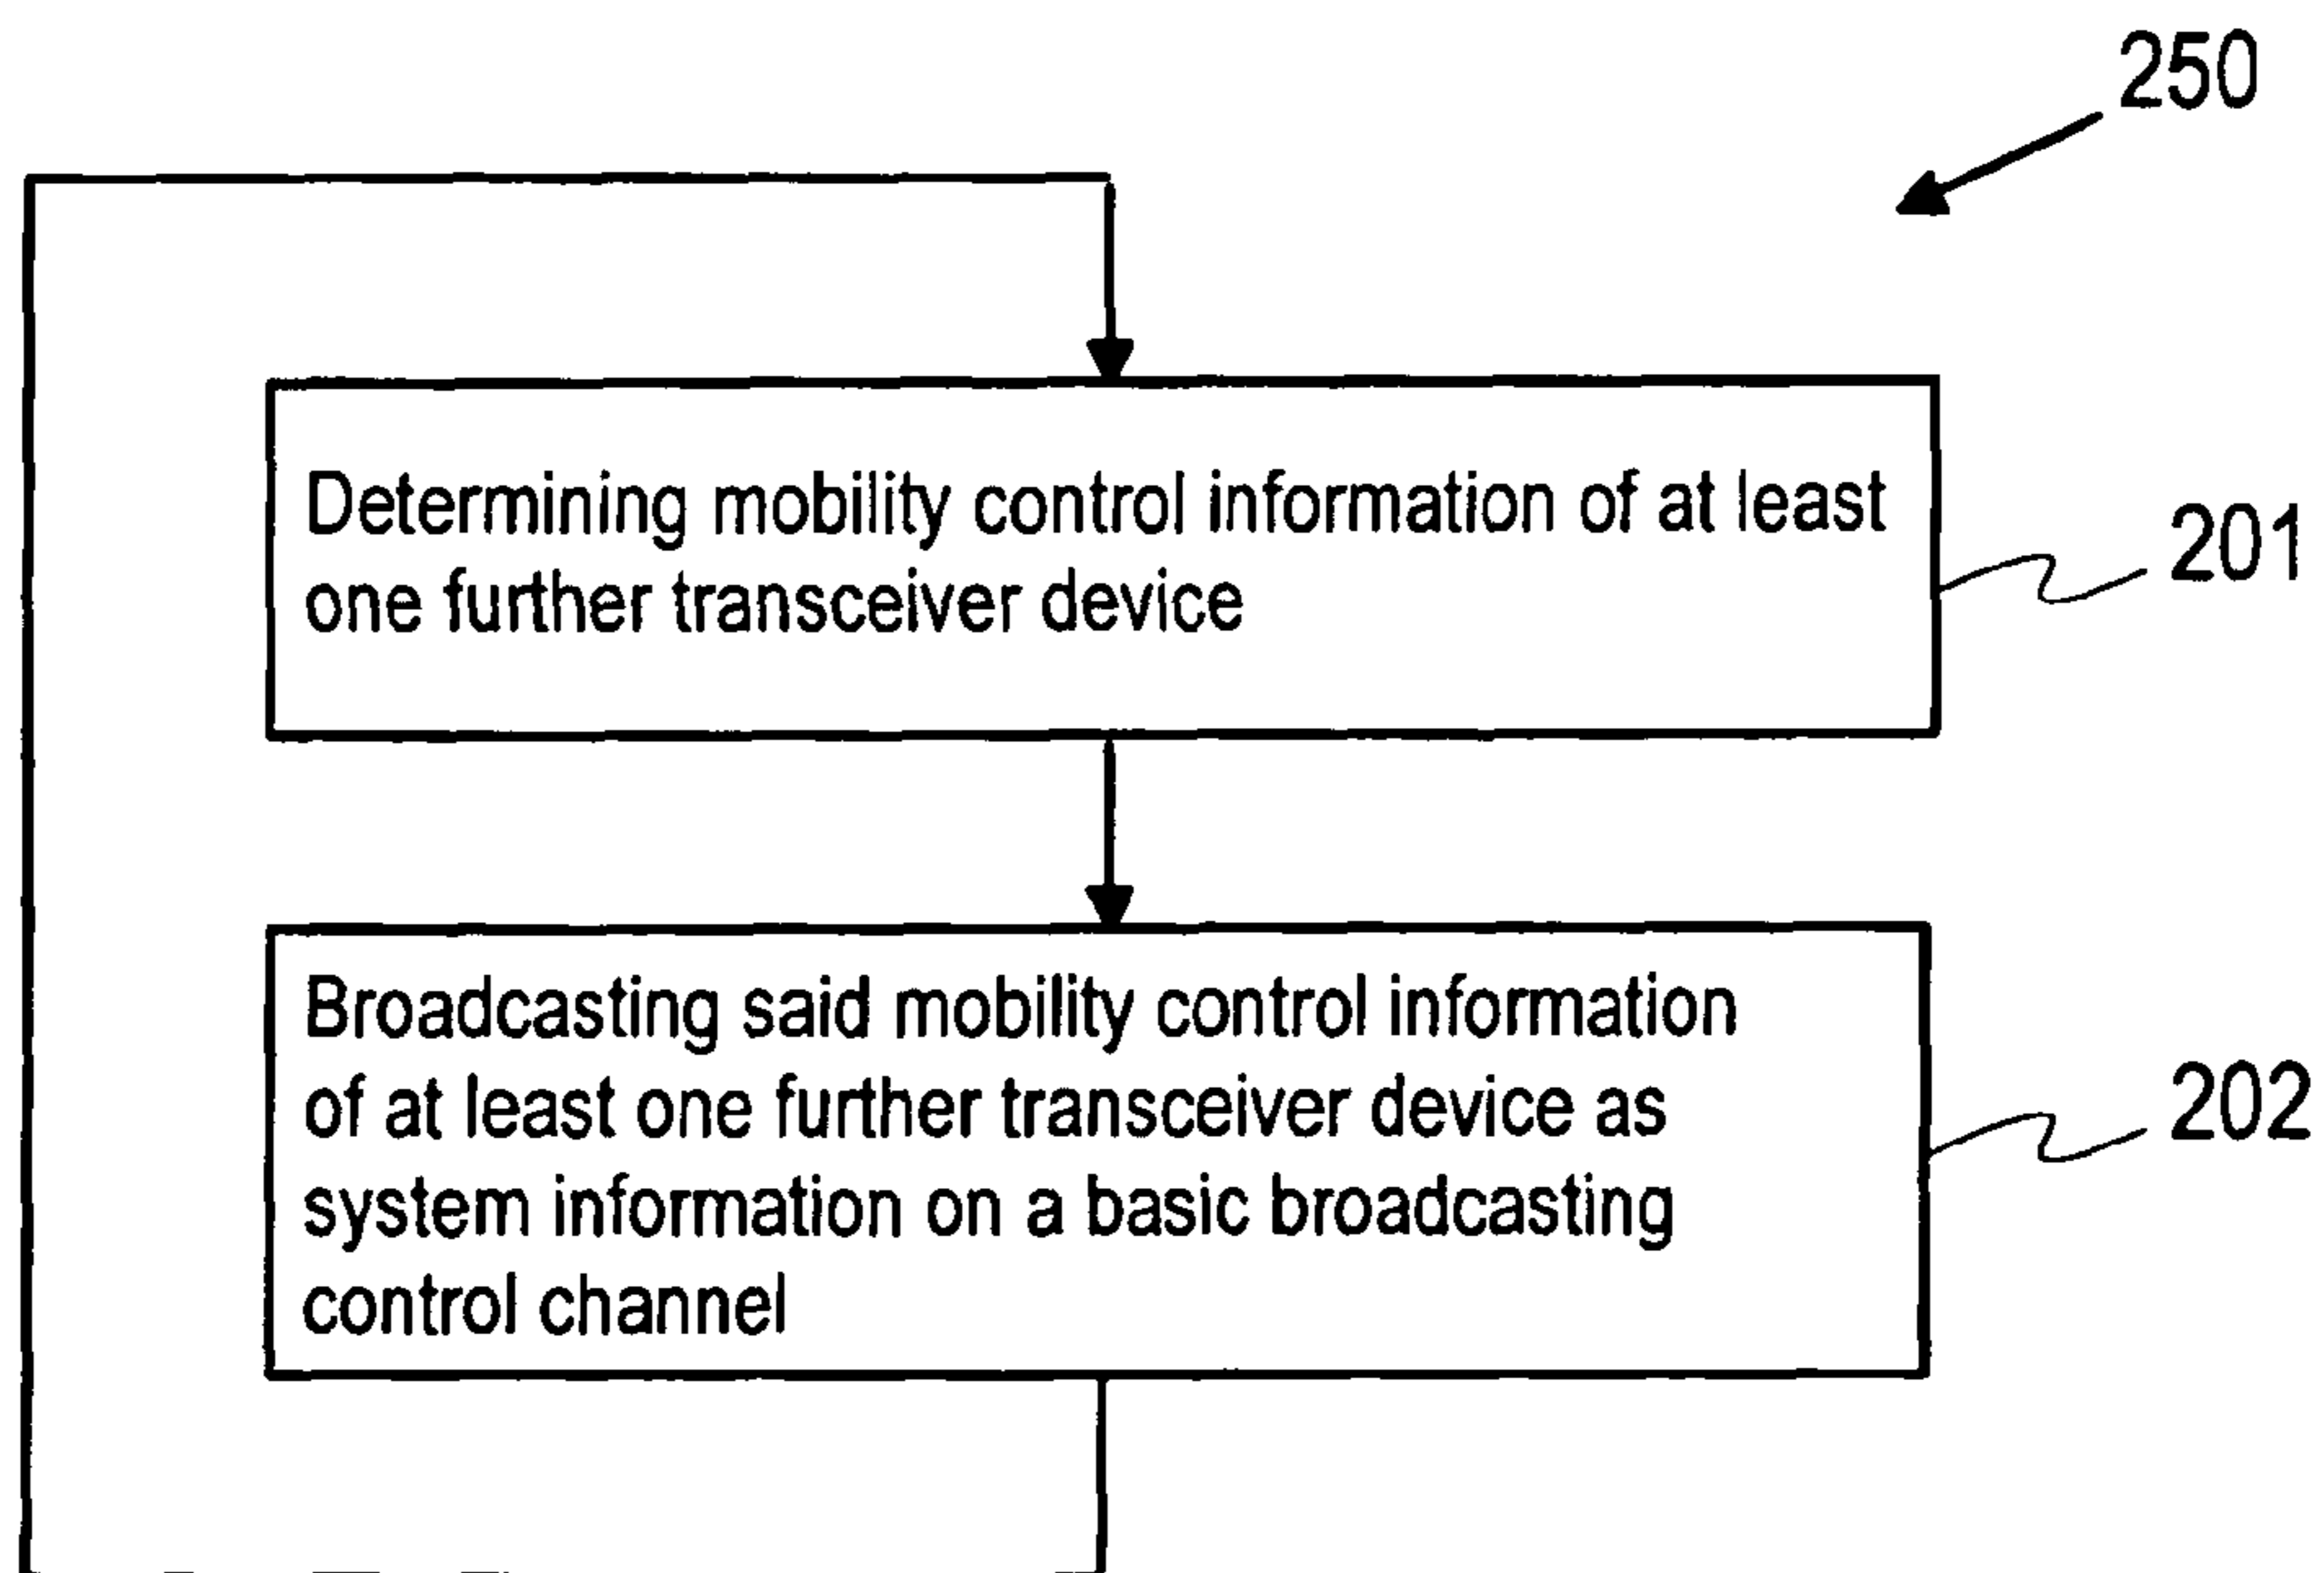 250
Determining mobility control information of at least
one further transceiver device
201
Broadcasting said mobility control information
of at least one further transceiver device as
system information on a basic broadcasting
control channel
202